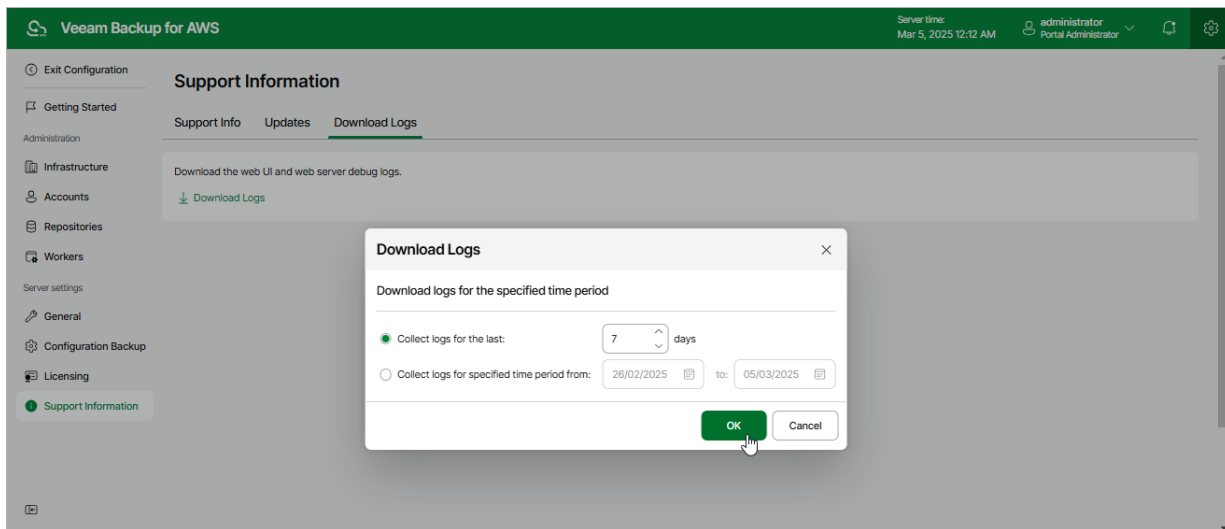 Veeam Backup for AWS
Server time:
Mar 5, 2025 12:12 AM
administrator
Portal Administrator
Exit Configuration
Getting Started
Administration
Infrastructure
Accounts
Repositories
Workers
Server settings
General
Configuration Backup
Licensing
Support Information
Support Information
Support Info Updates Download Logs
Download the web UI and web server debug logs.
Download Logs
Download Logs
Download logs for the specified time period
Collect logs for the last: 7 days
Collect logs for specified time period from: 26/02/2025 to: 05/03/2025
OK Cancel